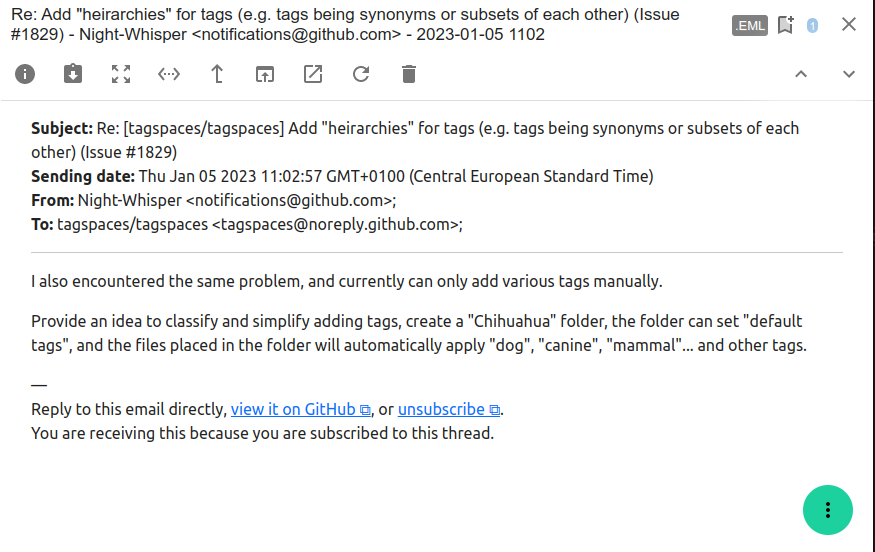 Re: Add "heirarchies" for tags (e.g. tags being synonyms or subsets of each other) (Issue
#1829) - Night-Whisper <notifications@github.com> - 2023-01-05 1102
.EML
1
Subject: Re: [tagspaces/tagspaces] Add "heirarchies" for tags (e.g. tags being synonyms or subsets of each
other) (Issue #1829)
Sending date: Thu Jan 05 2023 11:02:57 GMT+0100 (Central European Standard Time)
From: Night-Whisper <notifications@github.com>;
To: tagspaces/tagspaces <tagspaces@noreply.github.com>;
I also encountered the same problem, and currently can only add various tags manually.
Provide an idea to classify and simplify adding tags, create a "Chihuahua" folder, the folder can set "default
tags", and the files placed in the folder will automatically apply "dog", "canine", "mammal"... and other tags.
—
Reply to this email directly, view it on GitHub, or unsubscribe.
You are receiving this because you are subscribed to this thread.